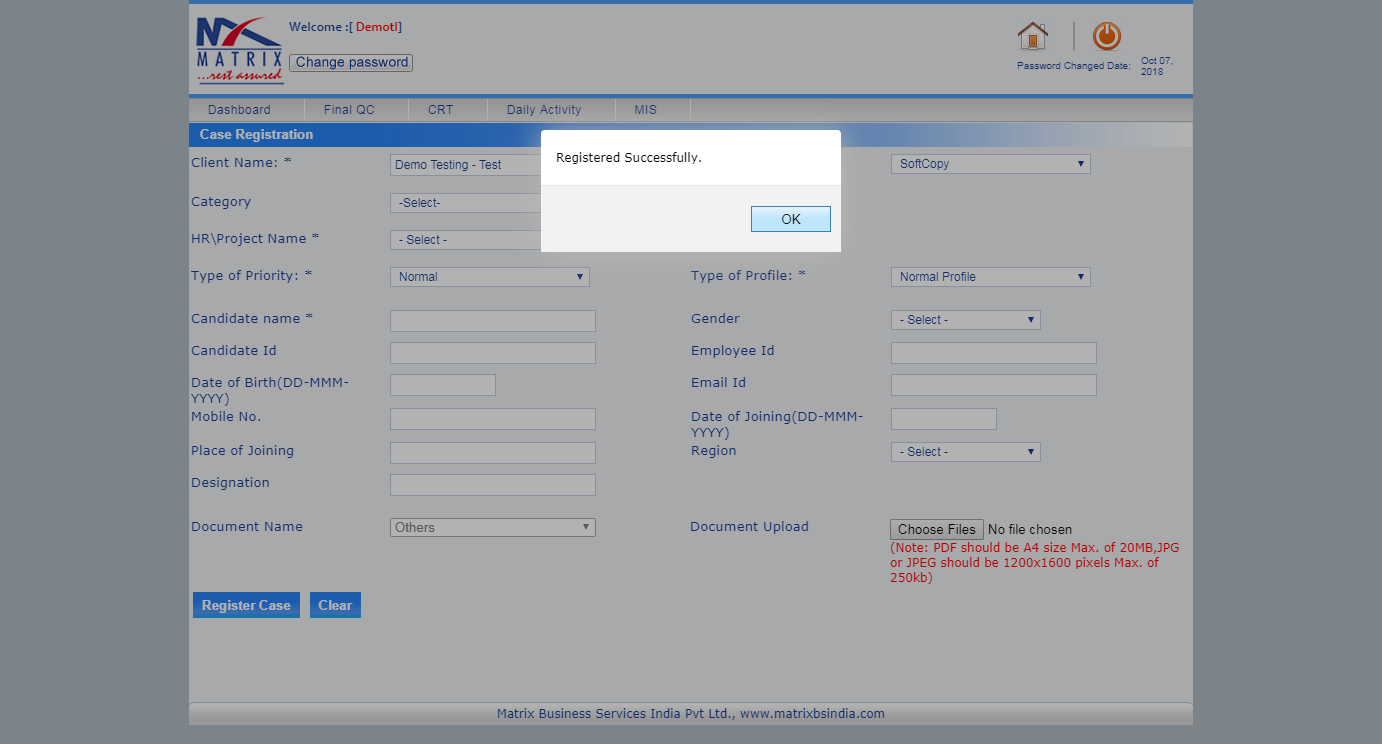 MATRIX
...rest assured
Welcome :[ Demotl]
Change password
Password Changed Date:
Oct 07,
2018
Dashboard
Final QC
CRT
Daily Activity
MIS
Case Registration
Registered Successfully.
OK
Client Name: *
Demo Testing - Test
SoftCopy
Category
-Select-
HR\Project Name *
- Select -
Type of Priority: *
Normal
Type of Profile: *
Normal Profile
Candidate name *
Gender
- Select -
Candidate Id
Employee Id
Date of Birth(DD-MMM-
YYYY)
Email Id
Mobile No.
Date of Joining(DD-MMM-
YYYY)
Place of Joining
Region
- Select -
Designation
Document Name
Others
Document Upload
Choose Files No file chosen
(Note: PDF should be A4 size Max. of 20MB,JPG
or JPEG should be 1200x1600 pixels Max. of
250kb)
Register Case
Clear
Matrix Business Services India Pvt Ltd., www.matrixbsindia.com